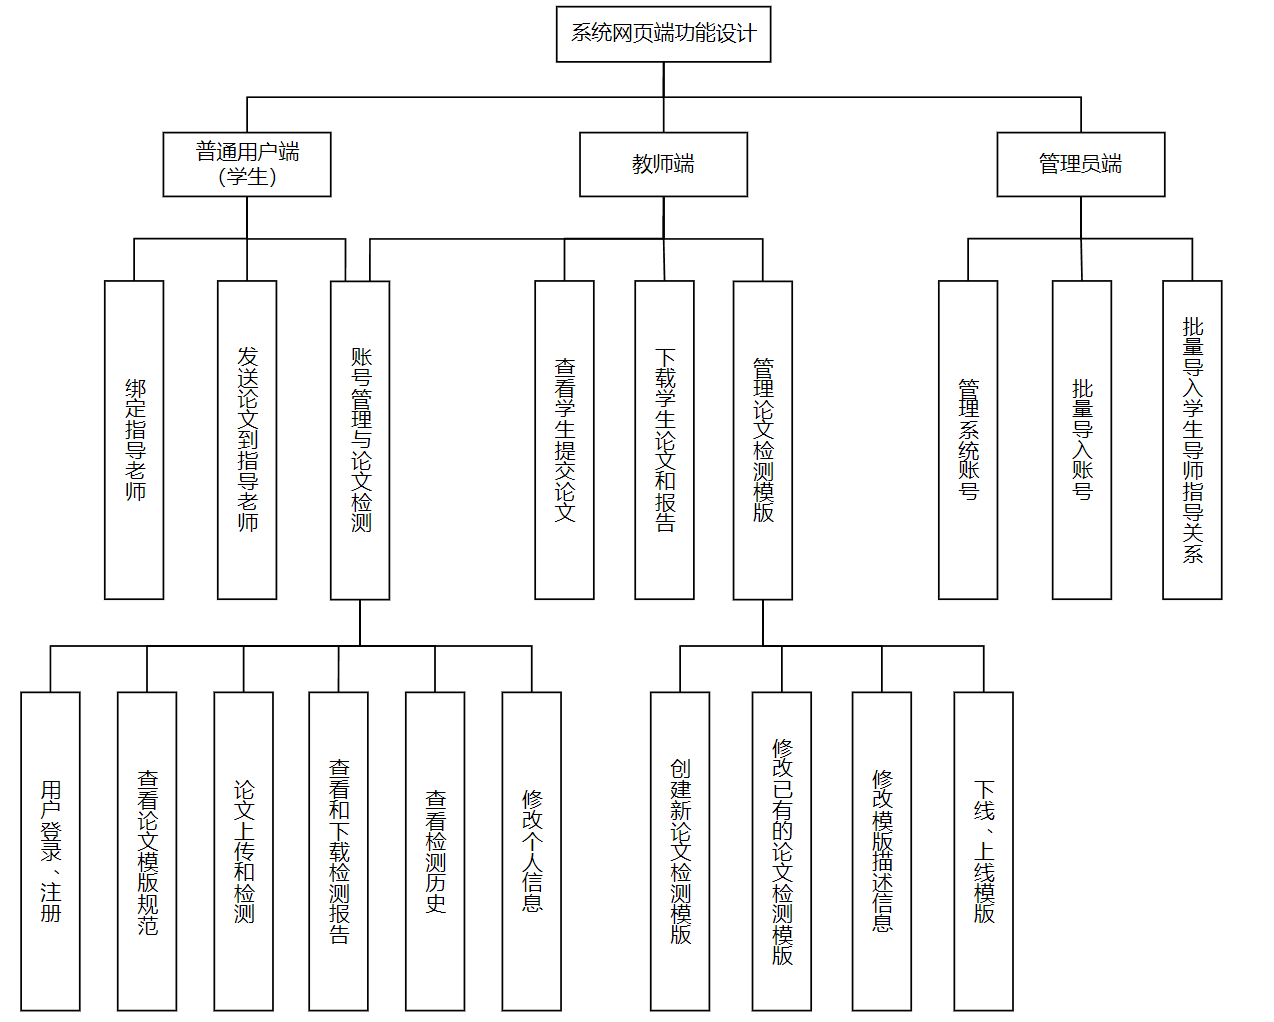 系统网页端功能设计
普通用户端
（学生）
教师端
管理员端
绑定指导老师
发送论文到指导老师
账号管理与论文检测
查看学生提交论文
下载学生论文和报告
管理论文检测模版
管理系统账号
批量导入账号
批量导入学生导师指导关系
用户登录、注册
查看论文模版规范
论文上传和检测
查看和下载检测报告
查看检测历史
修改个人信息
创建新论文检测模版
修改已有的论文检测模版
修改模版描述信息
下线、上线模版